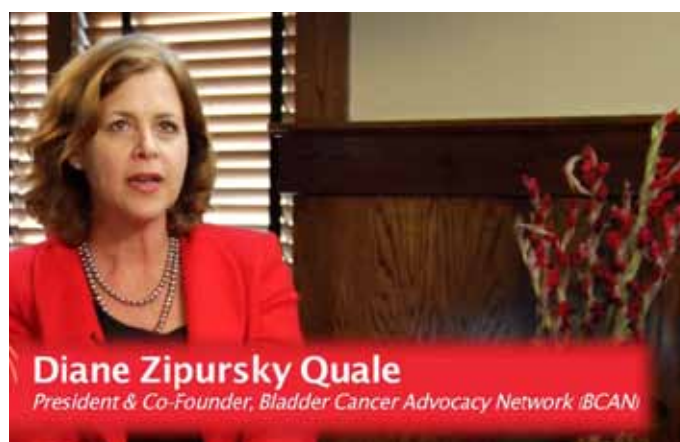 Diane Zipursky Quale
President & Co-Founder, Bladder Cancer Advocacy Network (BCAN)